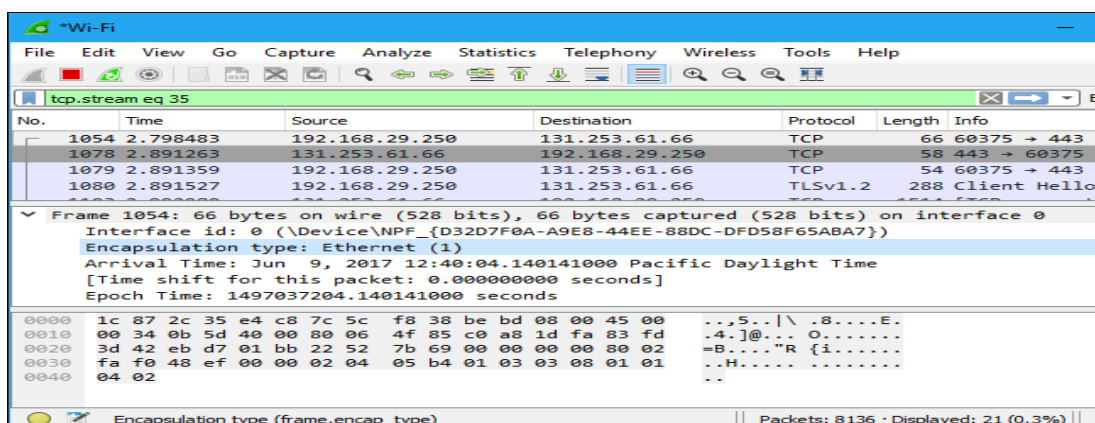 *Wi-Fi
File Edit View Go Capture Analyze Statistics Telephony Wireless Tools Help
tcp.stream eq 35
No. Time Source Destination Protocol Length Info
1054 2.798483 192.168.29.250 131.253.61.66 TCP 66 60375 → 443
1078 2.891263 131.253.61.66 192.168.29.250 TCP 58 443 → 60375
1079 2.891359 192.168.29.250 131.253.61.66 TCP 54 60375 → 443
1080 2.891527 192.168.29.250 131.253.61.66 TLSv1.2 288 Client Hello
Frame 1054: 66 bytes on wire (528 bits), 66 bytes captured (528 bits) on interface 0
Interface id: 0 (\Device\NPF_{D32D7F0A-A9E8-44EE-88DC-DFD58F65ABA7})
Encapsulation type: Ethernet (1)
Arrival Time: Jun 9, 2017 12:40:04.140141000 Pacific Daylight Time
[Time shift for this packet: 0.000000000 seconds]
Epoch Time: 1497037204.140141000 seconds
0000 1c 87 2c 35 e4 c8 7c 5c f8 38 be bd 08 00 45 00 ..,5..|\ .8....E.
0010 00 34 0b 5d 40 00 80 06 4f 85 c0 a8 1d fa 83 fd .4.]@... O.......
0020 3d 42 eb d7 01 bb 22 52 7b 69 00 00 00 00 80 02 =B...."R {i......
0030 fa f0 48 ef 00 00 02 04 05 b4 01 03 03 08 01 01 ..H..... ........
0040 04 02 ..
Encapsulation type (frame.encap_type) Packets: 8136 · Displayed: 21 (0.3%)